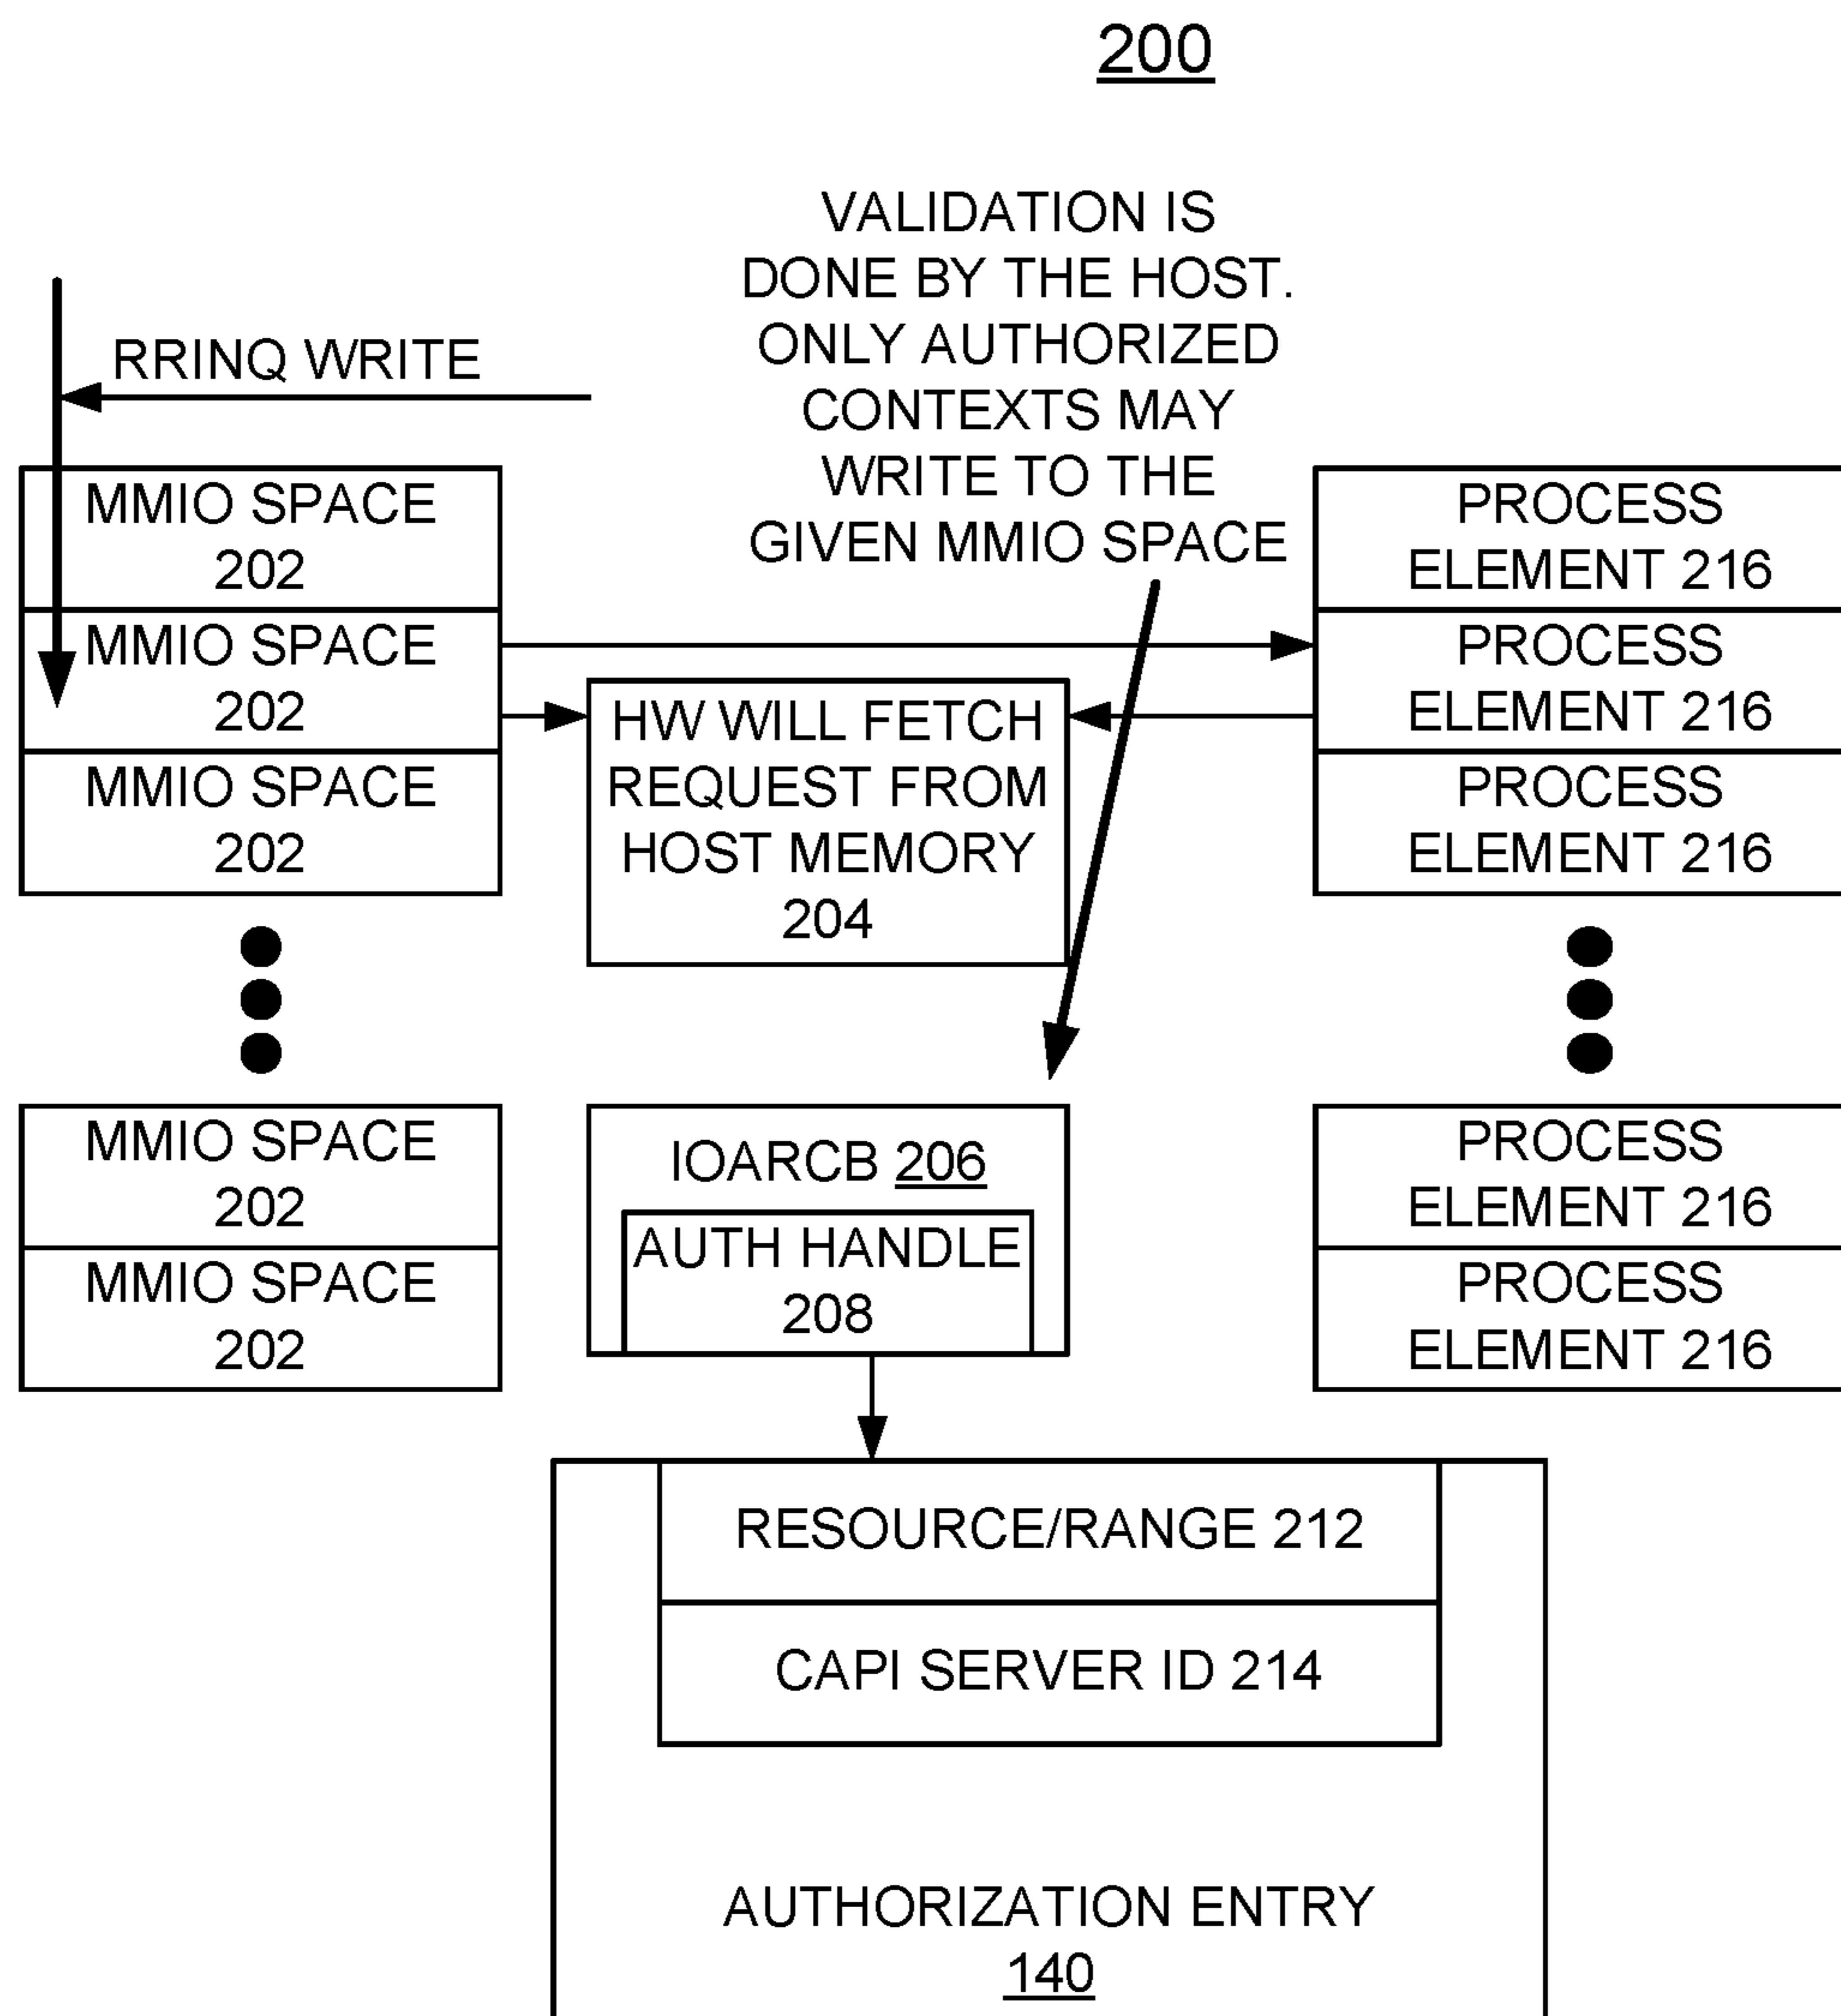 200
VALIDATION IS
DONE BY THE HOST.
ONLY AUTHORIZED
CONTEXTS MAY
WRITE TO THE
GIVEN MMIO SPACE
RRINQ WRITE
MMIO SPACE
202
MMIO SPACE
202
MMIO SPACE
202
MMIO SPACE
202
MMIO SPACE
202
HW WILL FETCH
REQUEST FROM
HOST MEMORY
204
IOARCB 206
AUTH HANDLE
208
PROCESS
ELEMENT 216
PROCESS
ELEMENT 216
PROCESS
ELEMENT 216
PROCESS
ELEMENT 216
PROCESS
ELEMENT 216
RESOURCE/RANGE 212
CAPI SERVER ID 214
AUTHORIZATION ENTRY
140